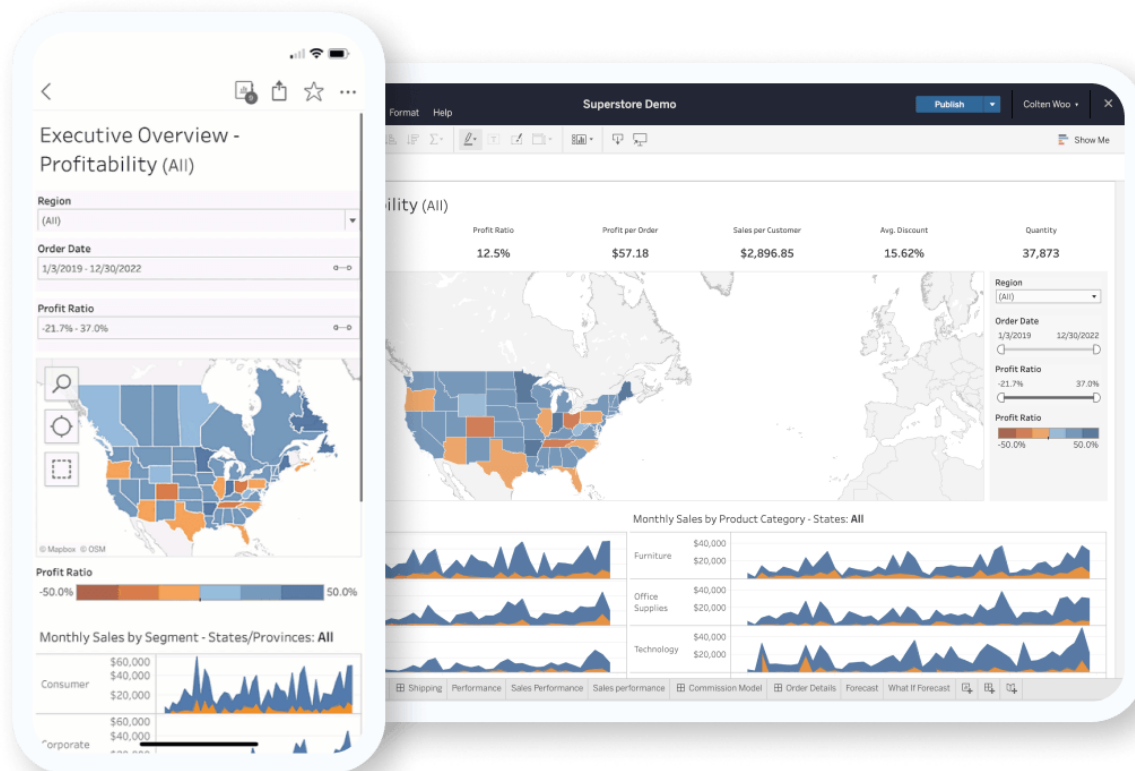 Executive Overview -
Profitability (All)
Region
(All)
Order Date
1/3/2019 - 12/30/2022
Profit Ratio
-21.7% - 37.0%
© Mapbox © OSM
Profit Ratio
-50.0% 50.0%
Monthly Sales by Segment - States/Provinces: All
Consumer
$60,000
$40,000
$20,000
Corporate
$60,000
$40,000
Format Help
Superstore Demo
Publish
Colten Woo
Show Me
ility (All)
Profit Ratio Profit per Order Sales per Customer Avg. Discount Quantity
12.5% $57.18 $2,896.85 15.62% 37,873
Region
(All)
Order Date
1/3/2019 12/30/2022
Profit Ratio
-21.7% 37.0%
Profit Ratio
-50.0% 50.0%
Monthly Sales by Product Category - States: All
Furniture
$40,000
$20,000
Office
Supplies
$40,000
$20,000
Technology
$40,000
$20,000
Shipping Performance Sales Performance Sales performance Commission Model Order Details Forecast What If Forecast